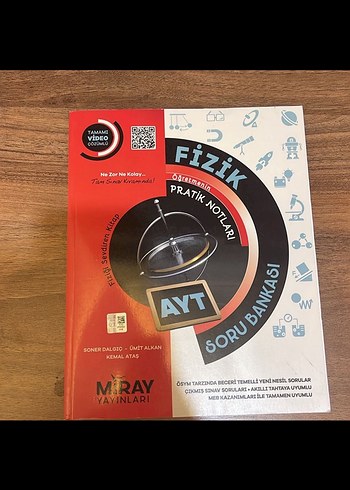 TAMAMI
VİDEO
ÇÖZÜMLÜ
Ne Zor Ne Kolay...
Tüm Sınav Kıvamında!
FİZİK
Öğretmenin
PRATİK NOTLARI
Fiziği Sevdiren Kitap
AYT
SORU BANKASI
SONER DALGIÇ - ÜMİT ALKAN
KEMAL ATAŞ
MİRAY
YAYINLARI
ÖSYM TARZINDA BECERİ TEMELLİ YENİ NESİL SORULAR
ÇIKMIŞ SINAV SORULARI • AKILLI TAHTAYA UYUMLU
MEB KAZANIMLARI İLE TAMAMEN UYUMLU